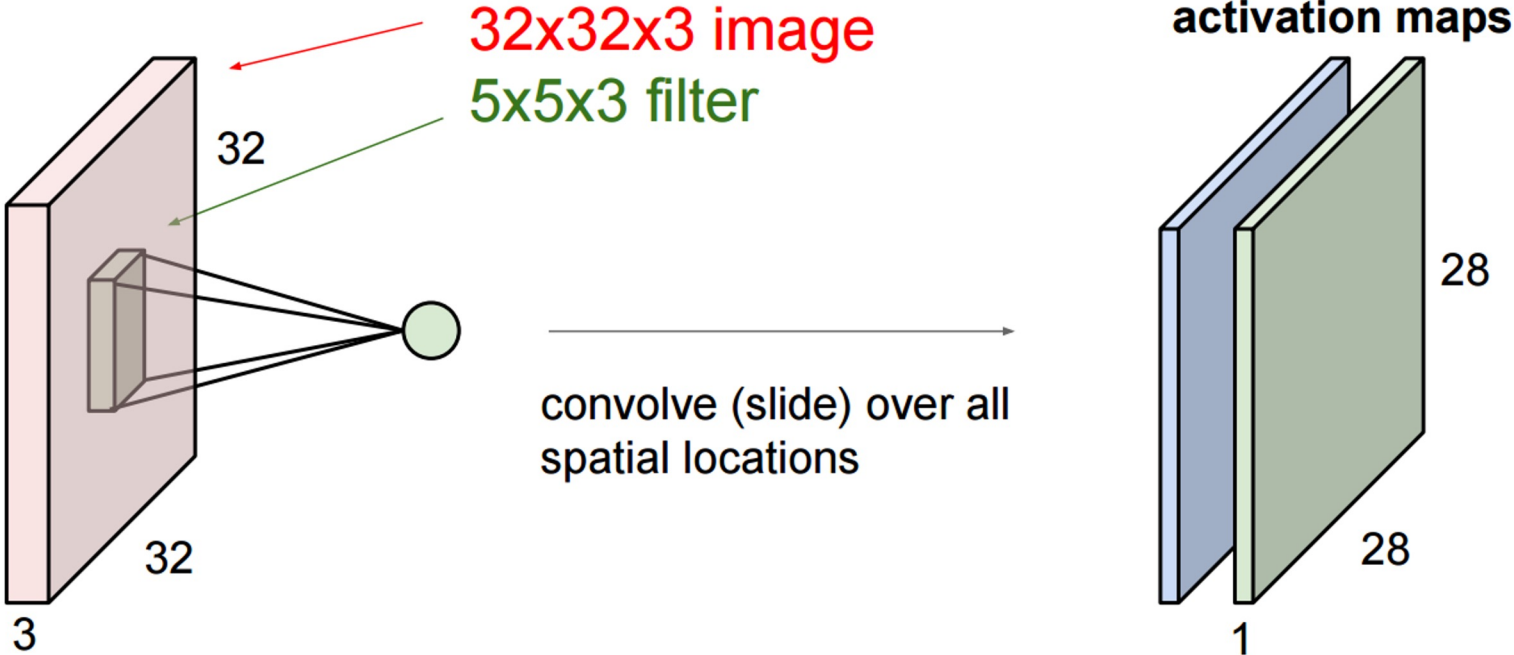 32x32x3 image
5x5x3 filter
32
32
3
convolve (slide) over all
spatial locations
activation maps
28
28
1